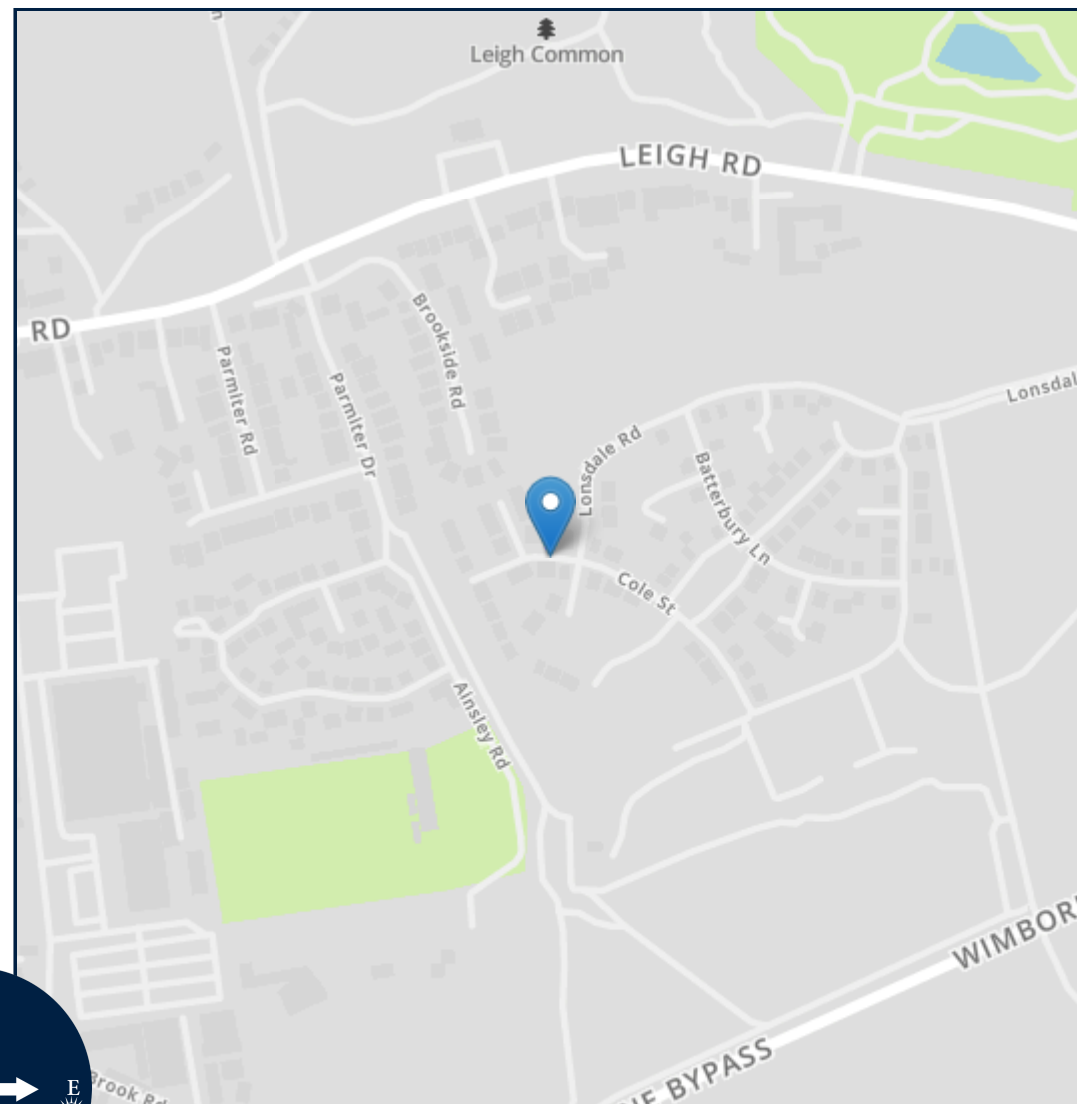 n
Leigh Common
LEIGH RD
RD
Brookside Rd
Parmiter Rd
Parmiter Dr
Lonsdal
Lonsdale Rd
Batterbury Ln
Cole St
Ainsley Rd
WIMBOR
NE BYPASS
Brook Rd
E